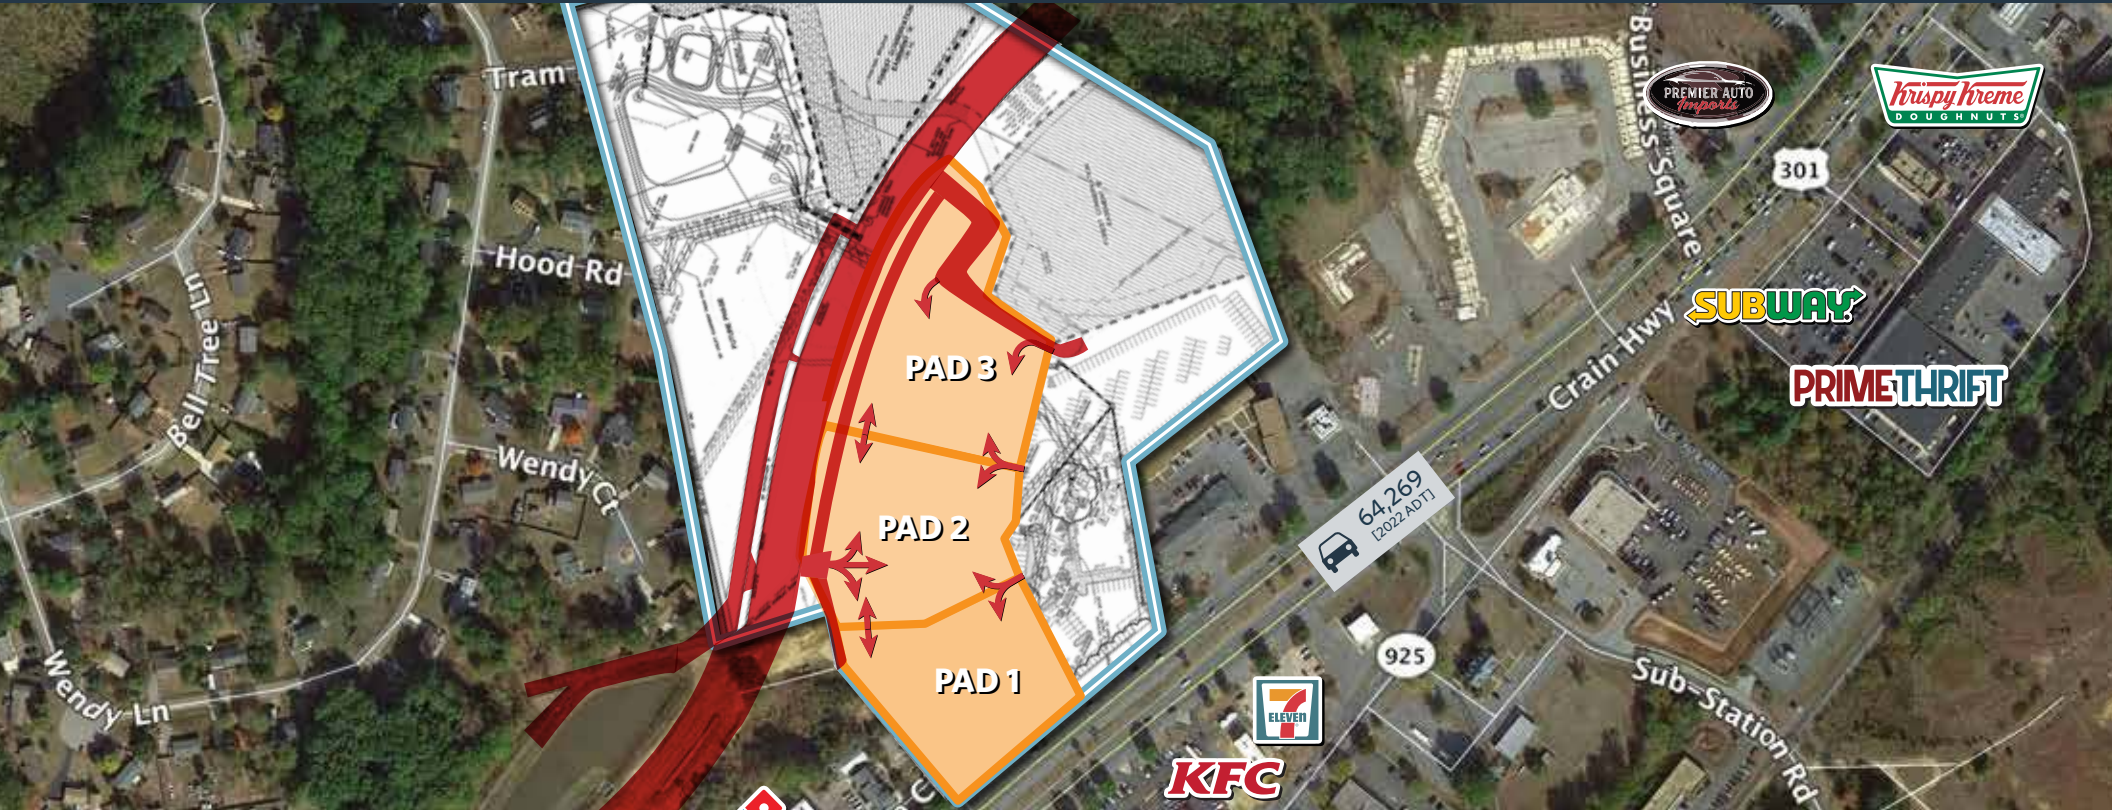 Tram
Hood Rd
Bell Tree Ln
Wendy Ct
Wendy Ln
PAD 3
PAD 2
PAD 1
Business Square
PREMIER AUTO
Imports
Krispy Kreme
DOUGHNUTS
301
SUBWAY
Crain Hwy
PRIMETHRIFT
64,269
[2022 ADT]
925
Sub-Station Rd
7
ELEVEN
KFC
e C